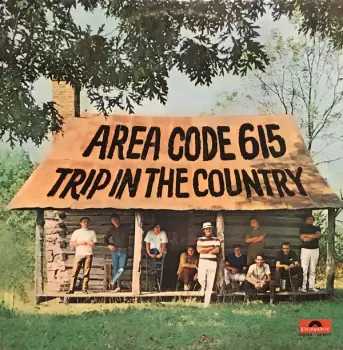 AREA CODE 615
TRIP IN THE COUNTRY
Polydor